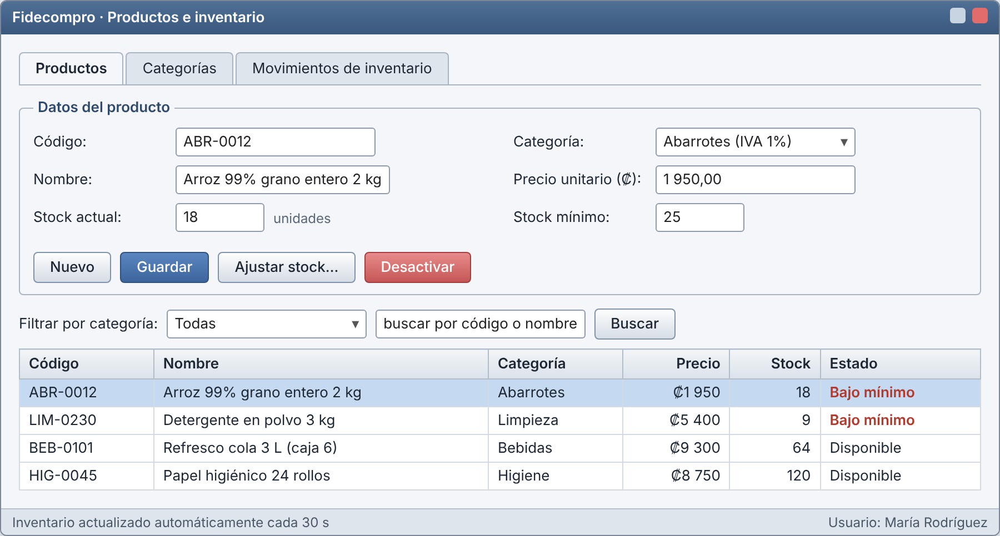 Fidecompro · Productos e inventario
Productos Categorías Movimientos de inventario
Datos del producto
Código: ABR-0012 Categoría: Abarrotes (IVA 1%) ▾
Nombre: Arroz 99% grano entero 2 kg Precio unitario (₡): 1 950,00
Stock actual: 18 unidades Stock mínimo: 25
Nuevo Guardar Ajustar stock... Desactivar
Filtrar por categoría: Todas ▾ buscar por código o nombre Buscar
Código Nombre Categoría Precio Stock Estado
ABR-0012 Arroz 99% grano entero 2 kg Abarrotes ₡1 950 18 Bajo mínimo
LIM-0230 Detergente en polvo 3 kg Limpieza ₡5 400 9 Bajo mínimo
BEB-0101 Refresco cola 3 L (caja 6) Bebidas ₡9 300 64 Disponible
HIG-0045 Papel higiénico 24 rollos Higiene ₡8 750 120 Disponible
Inventario actualizado automáticamente cada 30 s Usuario: María Rodríguez